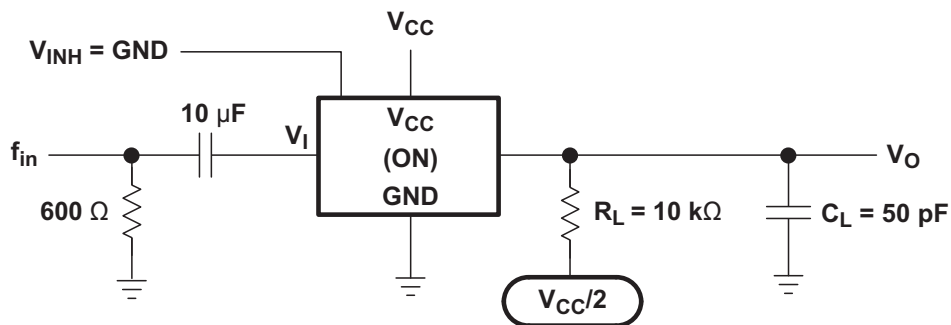 V_CC
V_INH = GND
10 µF
V_I
V_CC
(ON)
GND
f_in
V_O
600 Ω
R_L = 10 kΩ
C_L = 50 pF
V_CC/2